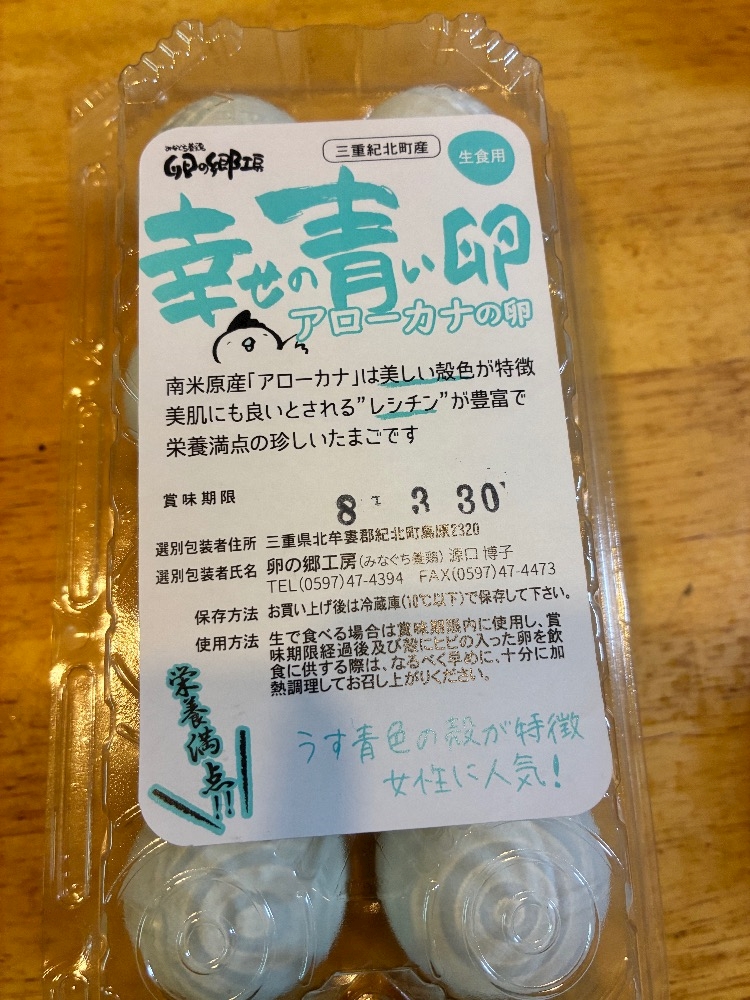 みなぐち養鶏
卵の郷工房
三重紀北町産
生食用
幸せの青い卵
アローカナの卵
南米原産「アローカナ」は美しい殻色が特徴
美肌にも良いとされる"レシチン"が豊富で
栄養満点の珍しいたまごです
賞味期限 8 3 30
選別包装者住所 三重県北牟婁郡紀北町島原2320
選別包装者氏名 卵の郷工房(みなぐち養鶏) 源口 博子
TEL(0597)47-4394 FAX(0597)47-4473
保存方法 お買い上げ後は冷蔵庫(10℃以下)で保存して下さい。
使用方法 生で食べる場合は賞味期限内に使用し、賞
味期限経過後及び殻にヒビの入った卵を飲
食に供する際は、なるべく早めに、十分に加
熱調理してお召し上がりください。
栄養満点!!
うす青色の殻が特徴
女性に人気!